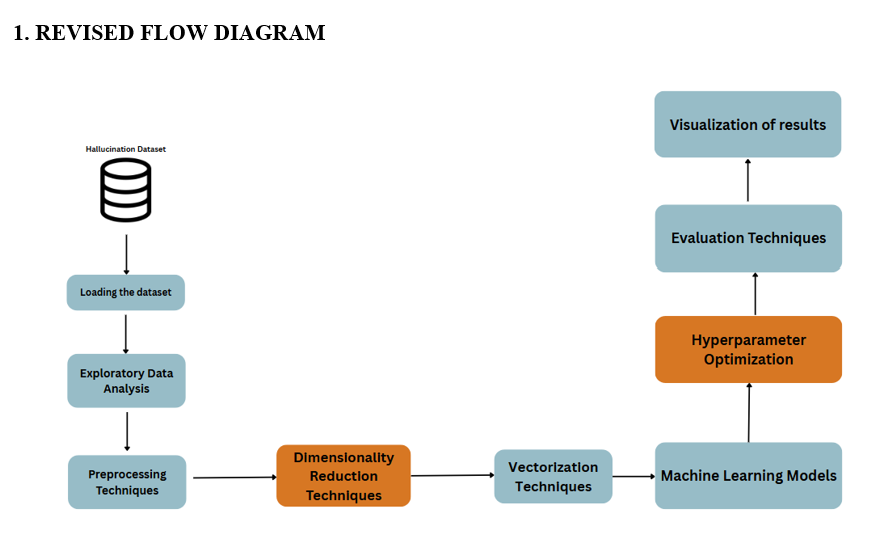 1. REVISED FLOW DIAGRAM
Hallucination Dataset
Loading the dataset
Exploratory Data
Analysis
Preprocessing
Techniques
Dimensionality
Reduction
Techniques
Vectorization
Techniques
Machine Learning Models
Hyperparameter
Optimization
Evaluation Techniques
Visualization of results